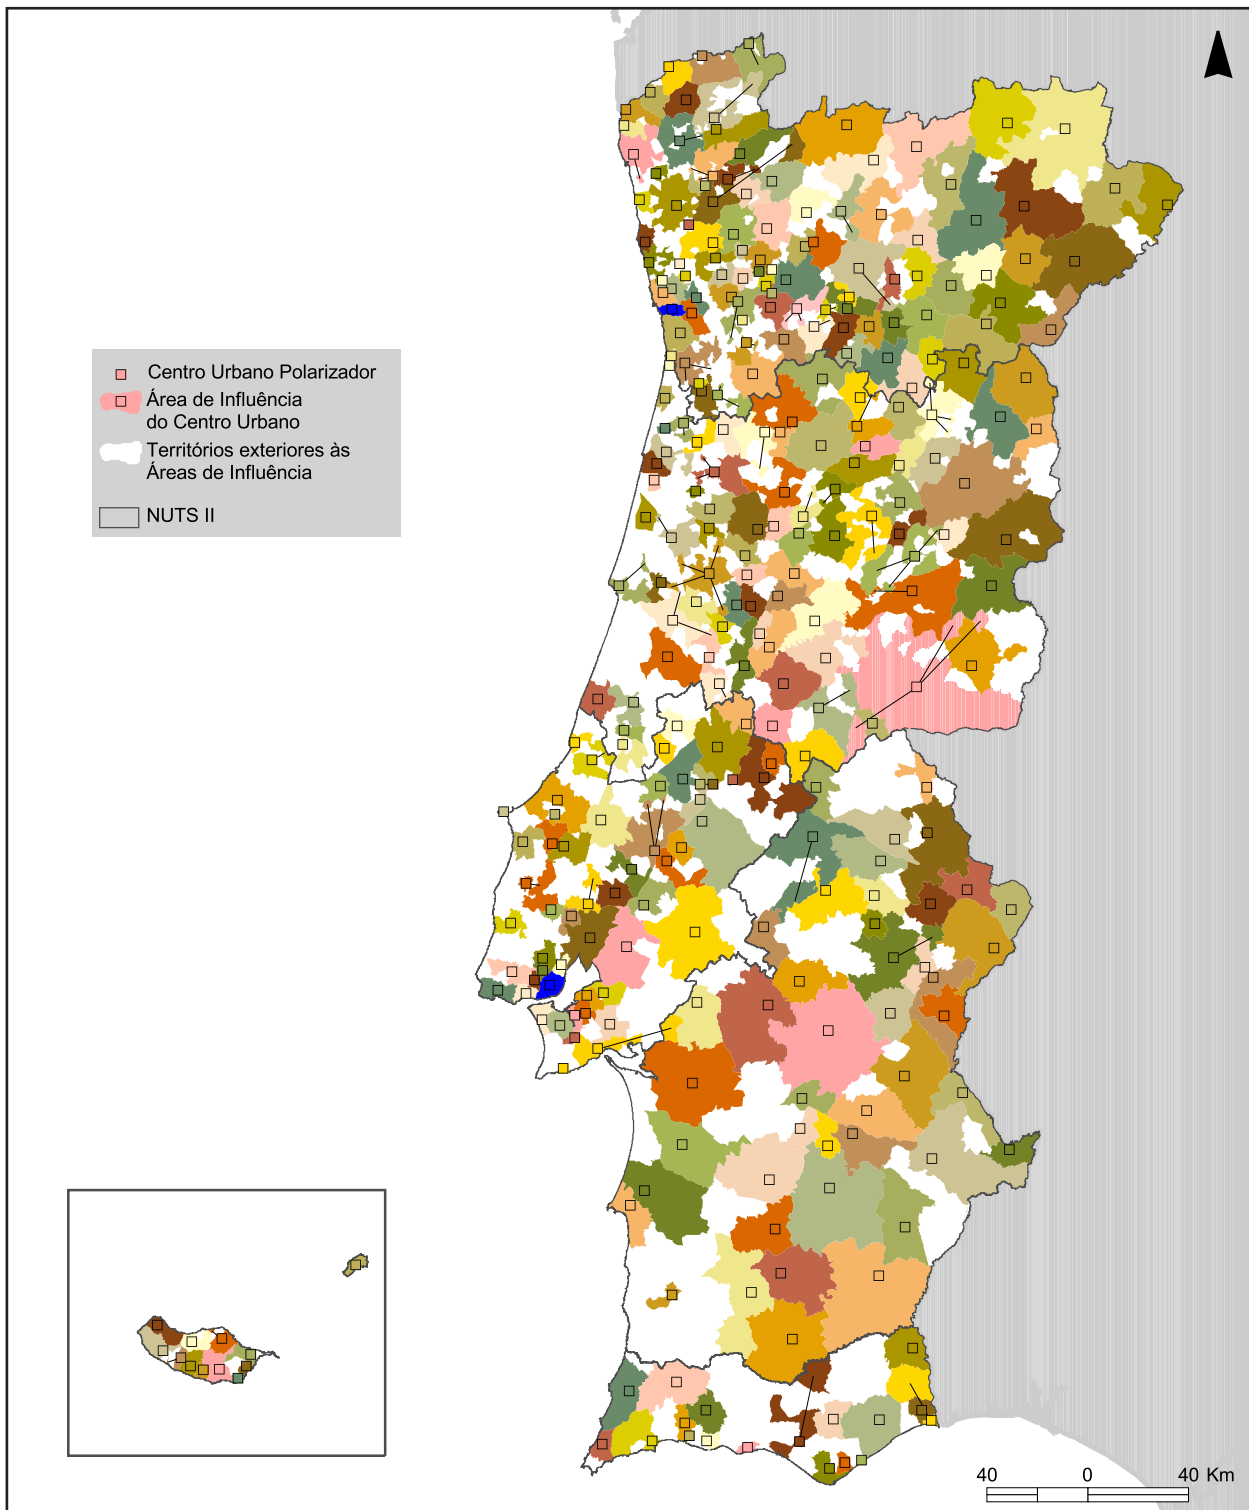 Centro Urbano Polarizador
Área de Influência
do Centro Urbano
Territórios exteriores às
Áreas de Influência
NUTS II
40 0 40 Km